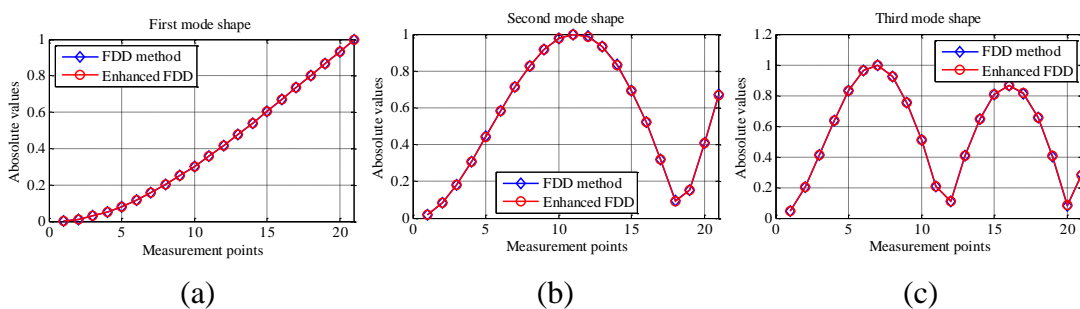 First mode shape
1
0.8
0.6
0.4
0.2
0
Abosolute values
FDD method
Enhanced FDD
0 5 10 15 20
Measurement points
(a)
Second mode shape
1
0.8
0.6
0.4
0.2
0
Abosolute values
FDD method
Enhanced FDD
0 5 10 15 20
Measurement points
(b)
Third mode shape
1.2
1
0.8
0.6
0.4
0.2
0
Abosolute values
FDD method
Enhanced FDD
0 5 10 15 20
Measurement points
(c)